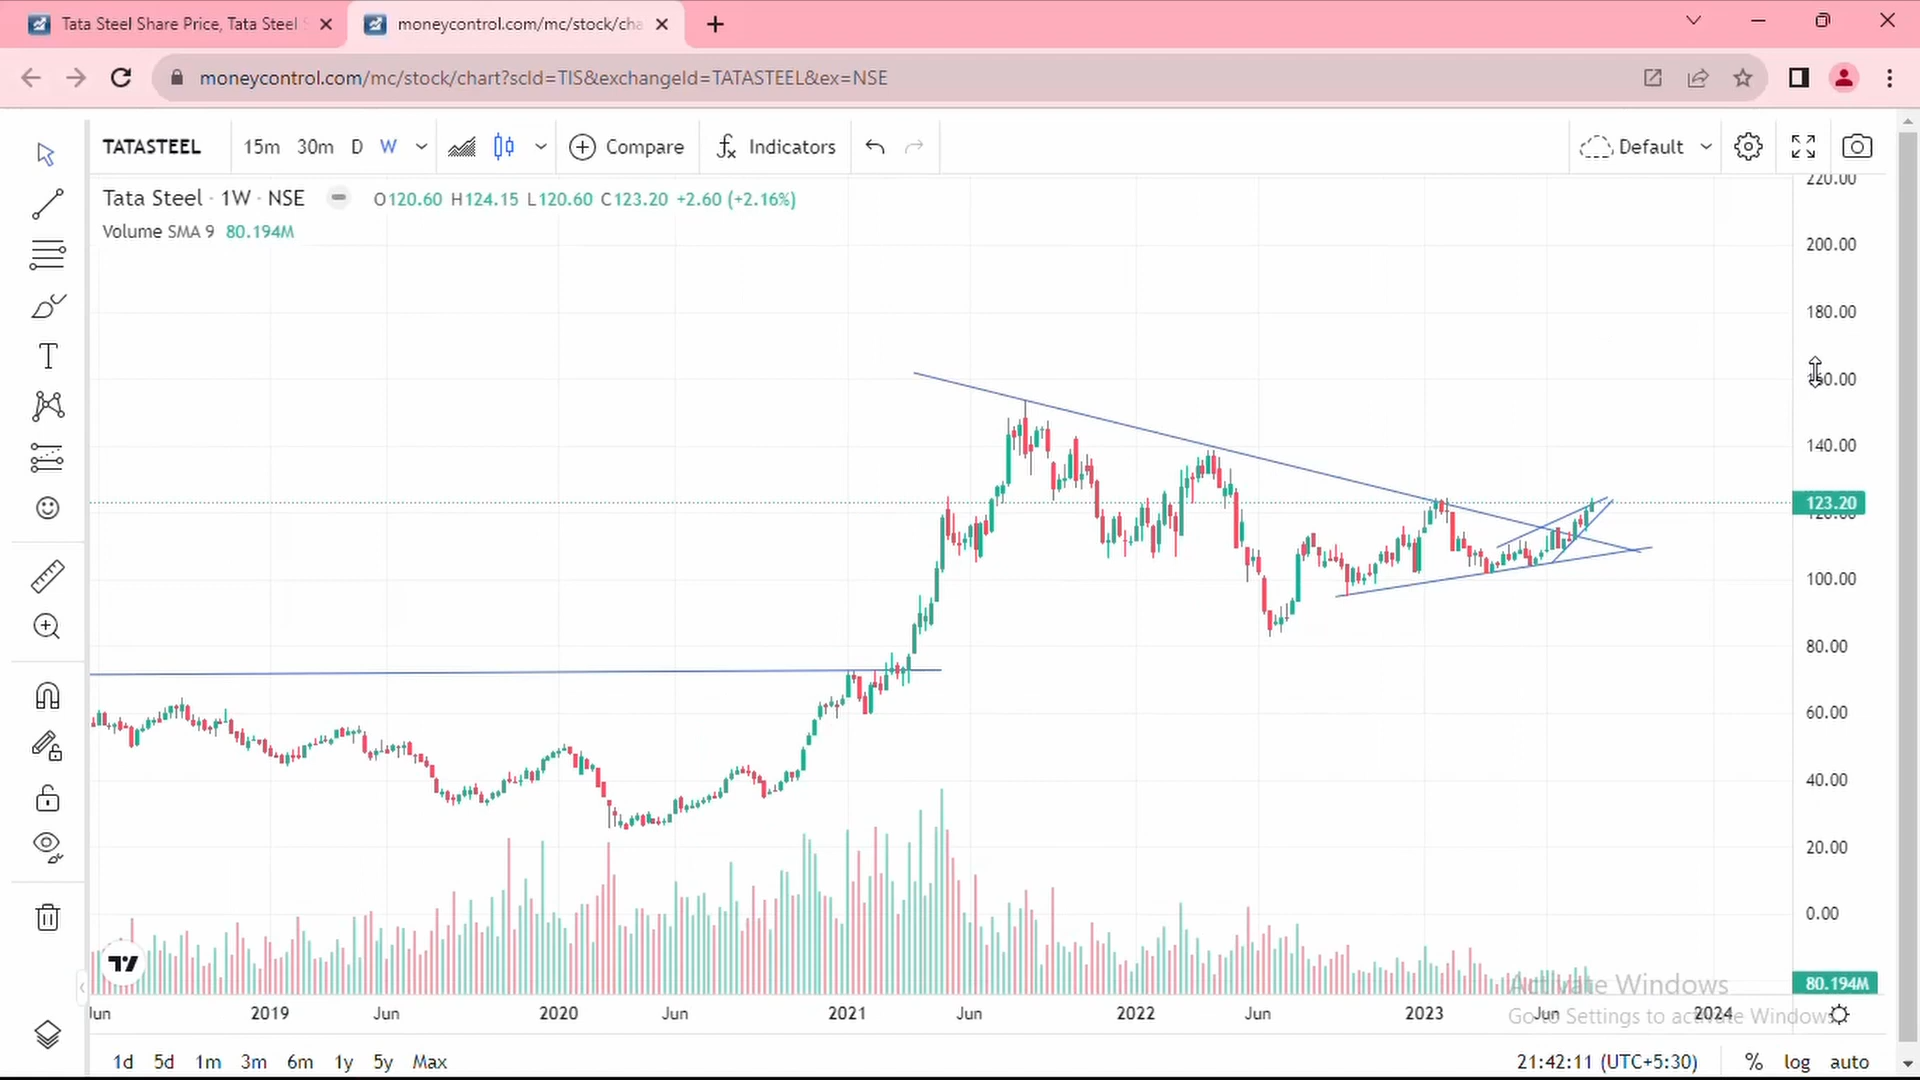 Tata Steel Share Price, Tata Steel S
moneycontrol.com/mc/stock/cha
moneycontrol.com/mc/stock/chart?scId=TIS&exchangeId=TATASTEEL&ex=NSE
TATASTEEL 15m 30m D W Compare Indicators Default
Tata Steel · 1W · NSE O120.60 H124.15 L120.60 C123.20 +2.60 (+2.16%)
Volume SMA 9 80.194M
220.00
200.00
180.00
160.00
140.00
123.20
120.00
100.00
80.00
60.00
40.00
20.00
0.00
80.194M
Activate Windows
Go to Settings to activate Windows.
Jun 2019 Jun 2020 Jun 2021 Jun 2022 Jun 2023 Jun 2024
1d 5d 1m 3m 6m 1y 5y Max 21:42:11 (UTC+5:30) % log auto